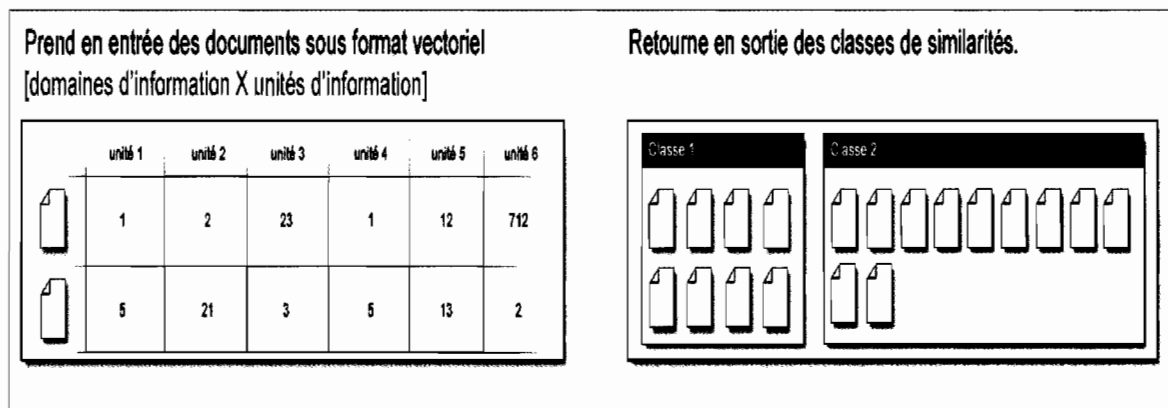 Prend en entrée des documents sous format vectoriel
[domaines d'information X unités d'information]
unité 1 unité 2 unité 3 unité 4 unité 5 unité 6
1 2 23 1 12 712
5 21 3 5 13 2
Retourne en sortie des classes de similarités.
Classe 1
Classe 2